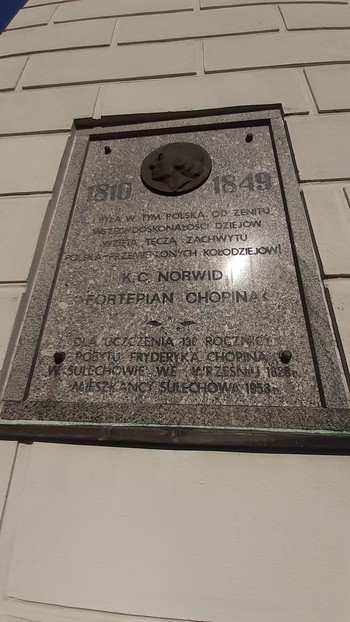 1810 1849
I BYŁA W TYM POLSKA, OD ZENITU
WSZECHDOSKONAŁOŚCI DZIEJÓW
WZIĘTA, TĘCZĄ ZACHWYTU
POLSKA-PRZEMIENIONYCH KOŁODZIEJÓW!
K. C. NORWID
FORTEPIAN CHOPINA
DLA UCZCZENIA 130 ROCZNICY
POBYTU FRYDERYKA CHOPINA
W SULECHOWIE WE WRZEŚNIU 1828 r.
MIESZKAŃCY SULECHOWA 1958 r.